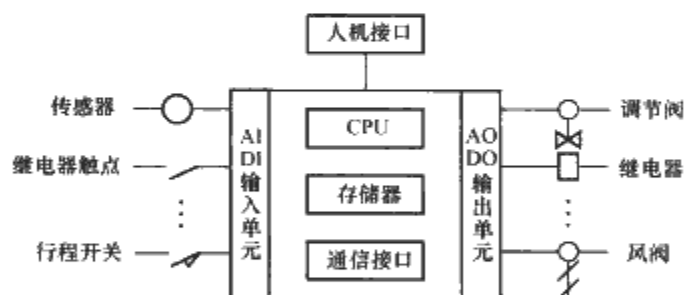 人机接口
传感器
继电器触点
行程开关
AI
DI
输入单元
CPU
存储器
通信接口
AO
DO
输出单元
调节阀
继电器
风阀